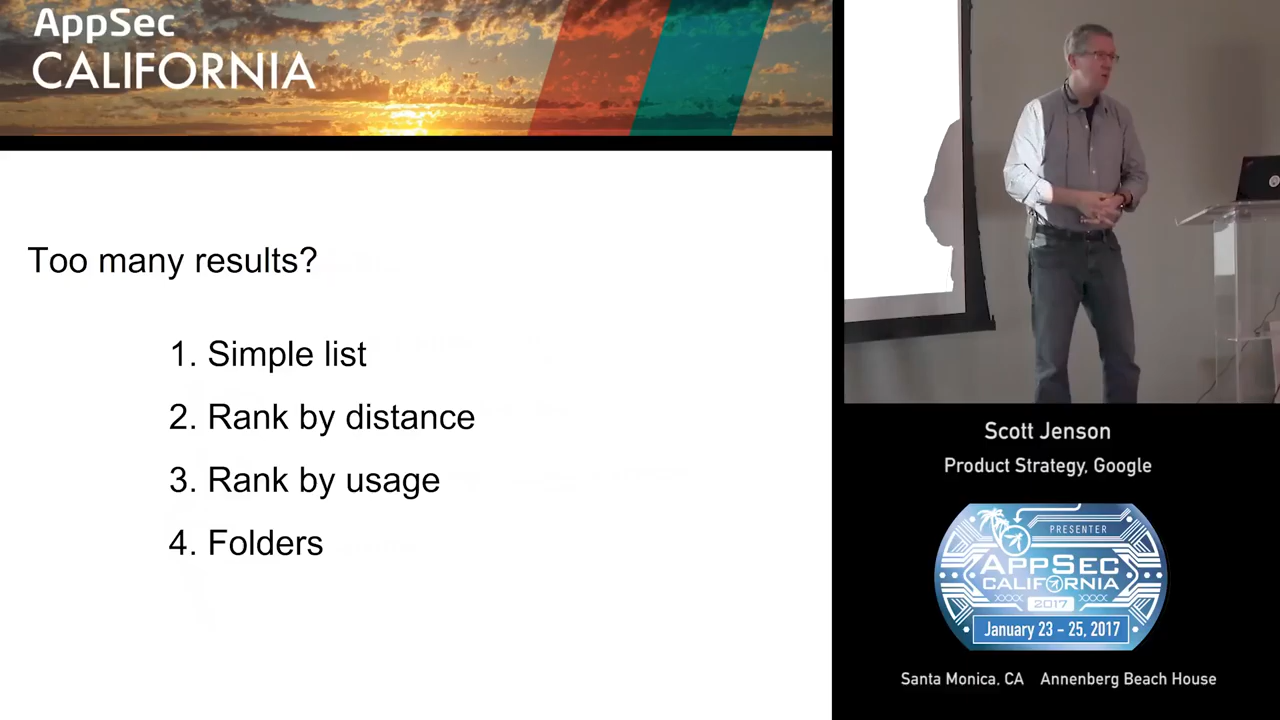 AppSec
CALIFORNIA
Too many results?
1. Simple list
2. Rank by distance
3. Rank by usage
4. Folders
Scott Jenson
Product Strategy, Google
PRESENTER
APPSEC
CALIFORNIA
2017
January 23 - 25, 2017
Santa Monica, CA Annenberg Beach House